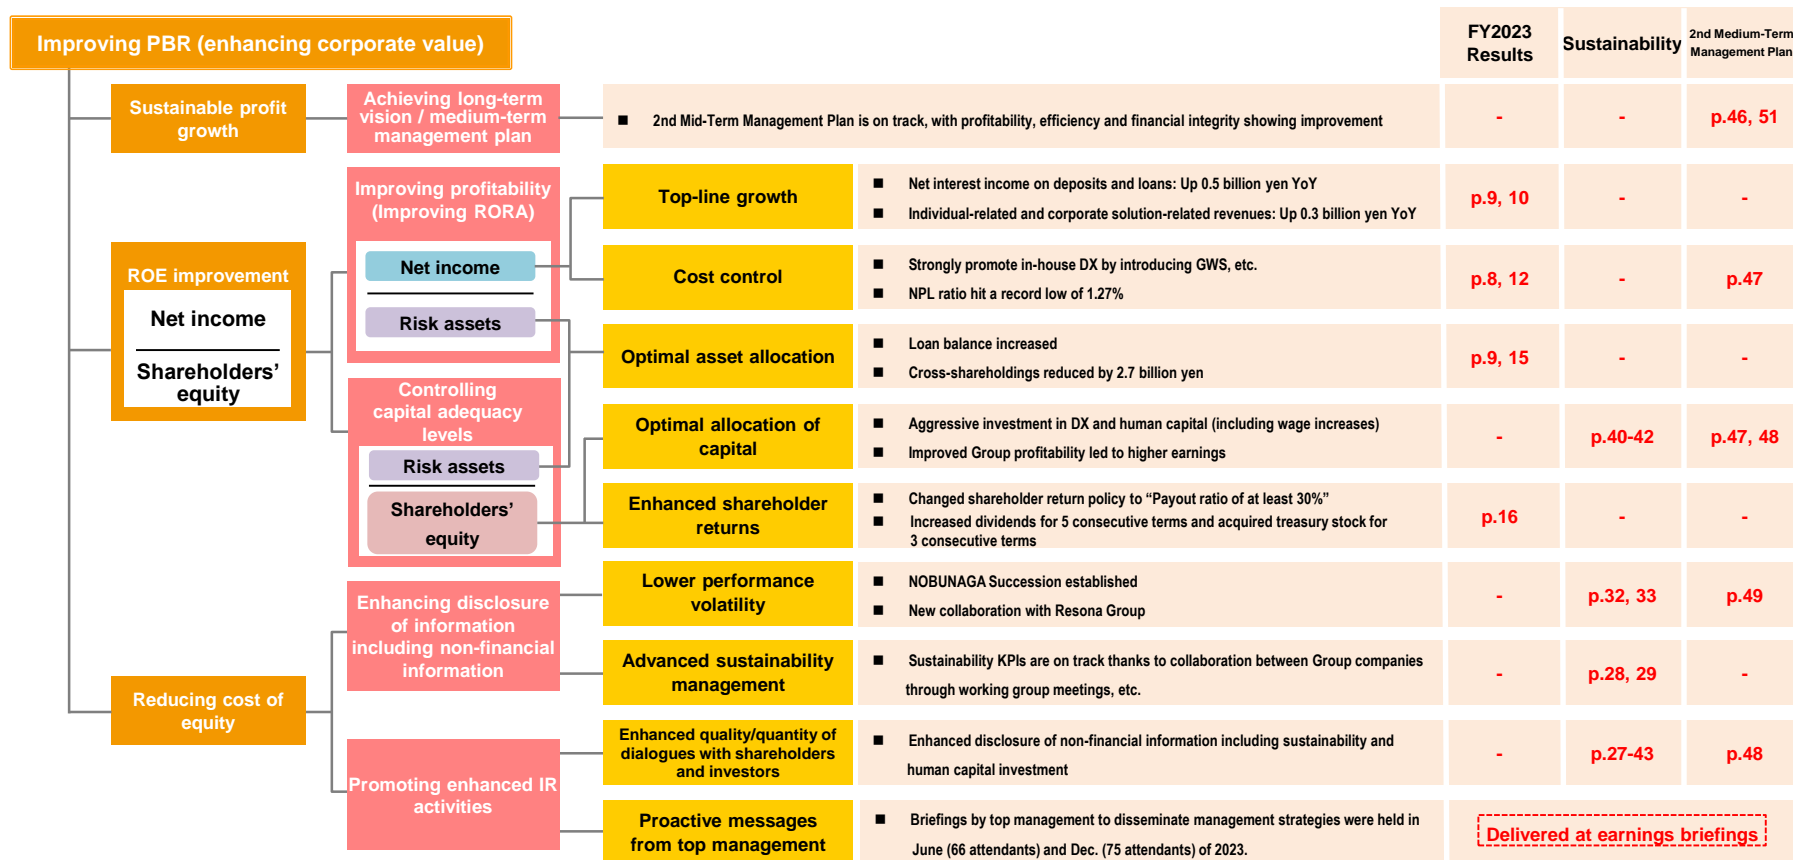 Improving PBR (enhancing corporate value)
FY2023
Results
Sustainability
2nd Medium-Term
Management Plan
Sustainable profit
growth
Achieving long-term
vision / medium-term
management plan
■ 2nd Mid-Term Management Plan is on track, with profitability, efficiency and financial integrity showing improvement
-
-
p.46, 51
ROE improvement
Net income
Shareholders’
equity
Improving profitability
(Improving RORA)
Net income
Risk assets
Top-line growth
■ Net interest income on deposits and loans: Up 0.5 billion yen YoY
■ Individual-related and corporate solution-related revenues: Up 0.3 billion yen YoY
p.9, 10
-
-
Cost control
■ Strongly promote in-house DX by introducing GWS, etc.
■ NPL ratio hit a record low of 1.27%
p.8, 12
-
p.47
Optimal asset allocation
■ Loan balance increased
■ Cross-shareholdings reduced by 2.7 billion yen
p.9, 15
-
-
Controlling
capital adequacy
levels
Risk assets
Shareholders’
equity
Optimal allocation of
capital
■ Aggressive investment in DX and human capital (including wage increases)
■ Improved Group profitability led to higher earnings
-
p.40-42
p.47, 48
Enhanced shareholder
returns
■ Changed shareholder return policy to “Payout ratio of at least 30%”
■ Increased dividends for 5 consecutive terms and acquired treasury stock for
3 consecutive terms
p.16
-
-
Reducing cost of
equity
Enhancing disclosure
of information
including non-financial
information
Lower performance
volatility
■ NOBUNAGA Succession established
■ New collaboration with Resona Group
-
p.32, 33
p.49
Advanced sustainability
management
■ Sustainability KPIs are on track thanks to collaboration between Group companies
through working group meetings, etc.
-
p.28, 29
-
Promoting enhanced IR
activities
Enhanced quality/quantity of
dialogues with shareholders
and investors
■ Enhanced disclosure of non-financial information including sustainability and
human capital investment
-
p.27-43
p.48
Proactive messages
from top management
■ Briefings by top management to disseminate management strategies were held in
June (66 attendants) and Dec. (75 attendants) of 2023.
Delivered at earnings briefings